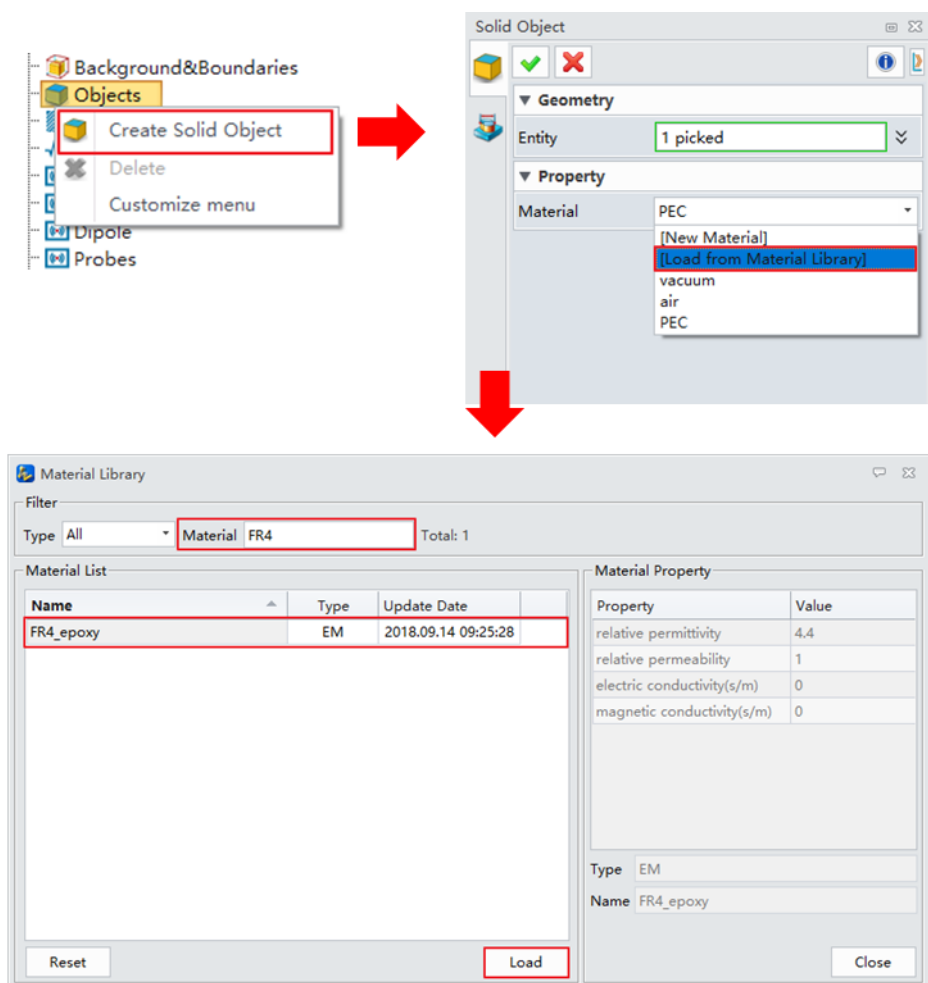 Background&Boundaries
Objects
Create Solid Object
Delete
Customize menu
Dipole
Probes
Solid Object
Geometry
Entity 1 picked
Property
Material PEC
[New Material]
[Load from Material Library]
vacuum
air
PEC
Material Library
Filter
Type All Material FR4 Total: 1
Material List
Name Type Update Date
FR4_epoxy EM 2018.09.14 09:25:28
Reset Load
Material Property
Property Value
relative permittivity 4.4
relative permeability 1
electric conductivity(s/m) 0
magnetic conductivity(s/m) 0
Type EM
Name FR4_epoxy
Close